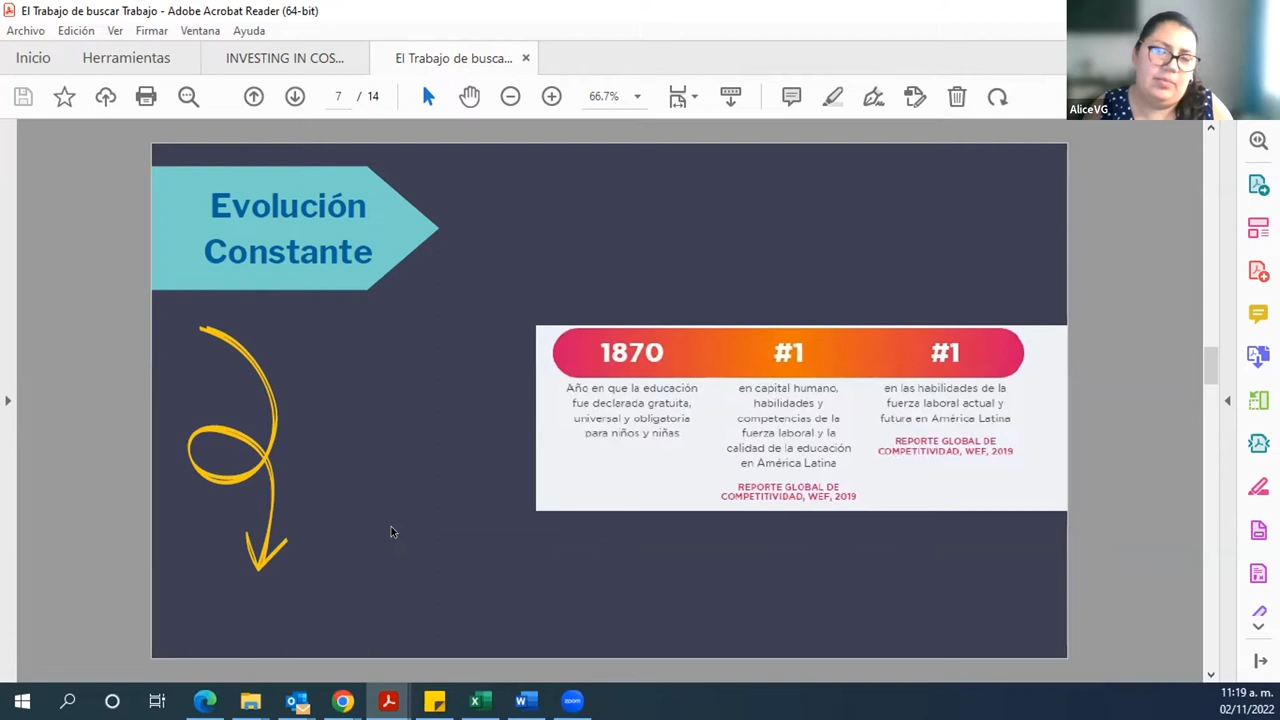 El Trabajo de buscar Trabajo - Adobe Acrobat Reader (64-bit)
Archivo Edición Ver Firmar Ventana Ayuda
Inicio Herramientas INVESTING IN COS... El Trabajo de busca... ×
7 / 14 66.7%
AliceVG
Evolución
Constante
1870
Año en que la educación
fue declarada gratuita,
universal y obligatoria
para niños y niñas
#1
en capital humano,
habilidades y
competencias de la
fuerza laboral y la
calidad de la educación
en América Latina
REPORTE GLOBAL DE
COMPETITIVIDAD, WEF, 2019
#1
en las habilidades de la
fuerza laboral actual y
futura en América Latina
REPORTE GLOBAL DE
COMPETITIVIDAD, WEF, 2019
zoom
11:19 a. m.
02/11/2022